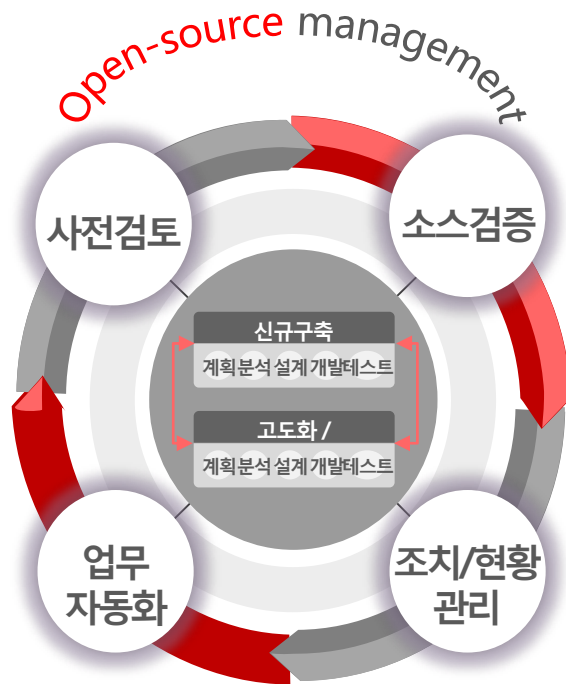 Open-source management
사전검토
소스검증
신규구축
계획 분석 설계 개발 테스트
고도화 /
계획 분석 설계 개발 테스트
업무
자동화
조치/현황
관리